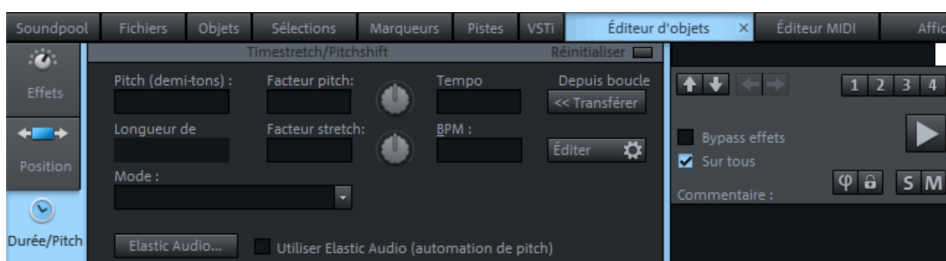 Soundpool Fichiers Objets Sélections Marqueurs Pistes VSTi Éditeur d'objets × Éditeur MIDI Affic
Timestretch/Pitchshift Réinitialiser
Effets
Position
Durée/Pitch
Pitch (demi-tons) : Facteur pitch: Tempo Depuis boucle
<< Transférer
Longueur de Facteur stretch: BPM :
Éditer
Mode :
Elastic Audio... Utiliser Elastic Audio (automation de pitch)
1 2 3 4
Bypass effets
Sur tous
φ S M
Commentaire :